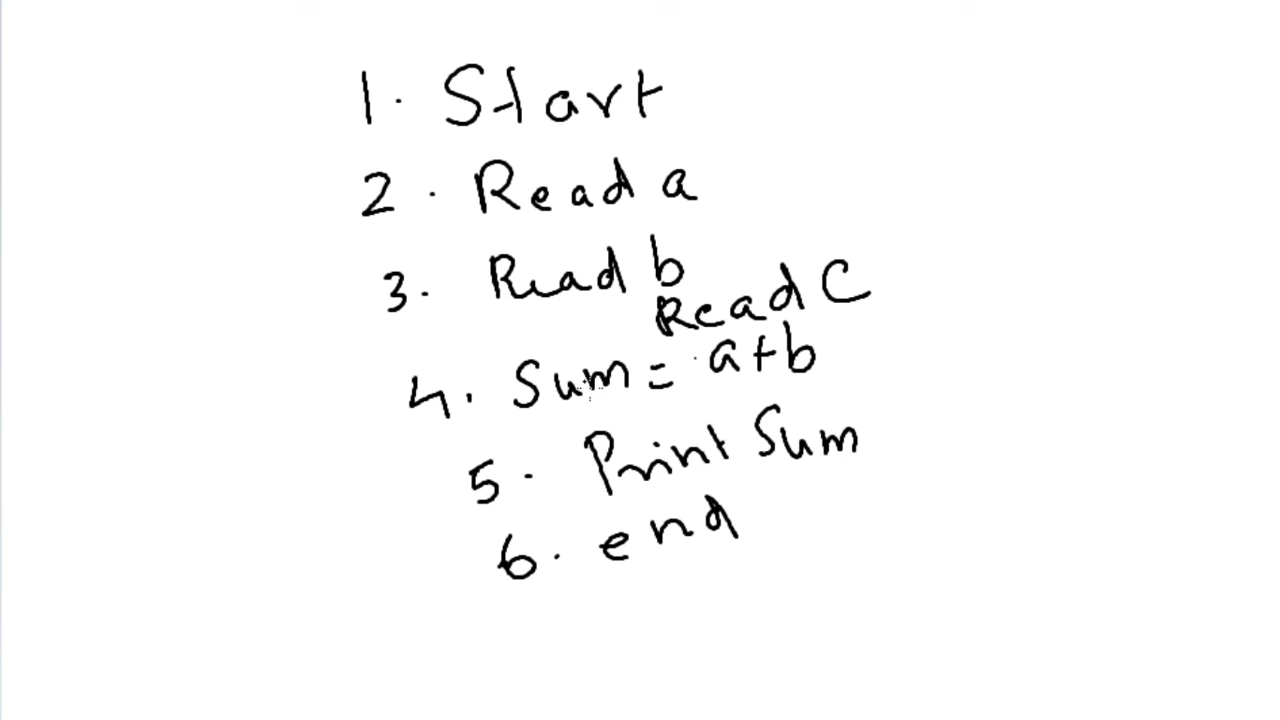 1. Start
2. Read a
3. Read b
Read C
4. Sum = a+b
5. Print Sum
6. end